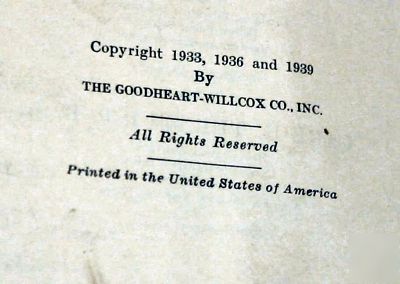 Copyright 1933, 1936 and 1939
By
THE GOODHEART-WILLCOX CO., INC.
All Rights Reserved
Printed in the United States of America